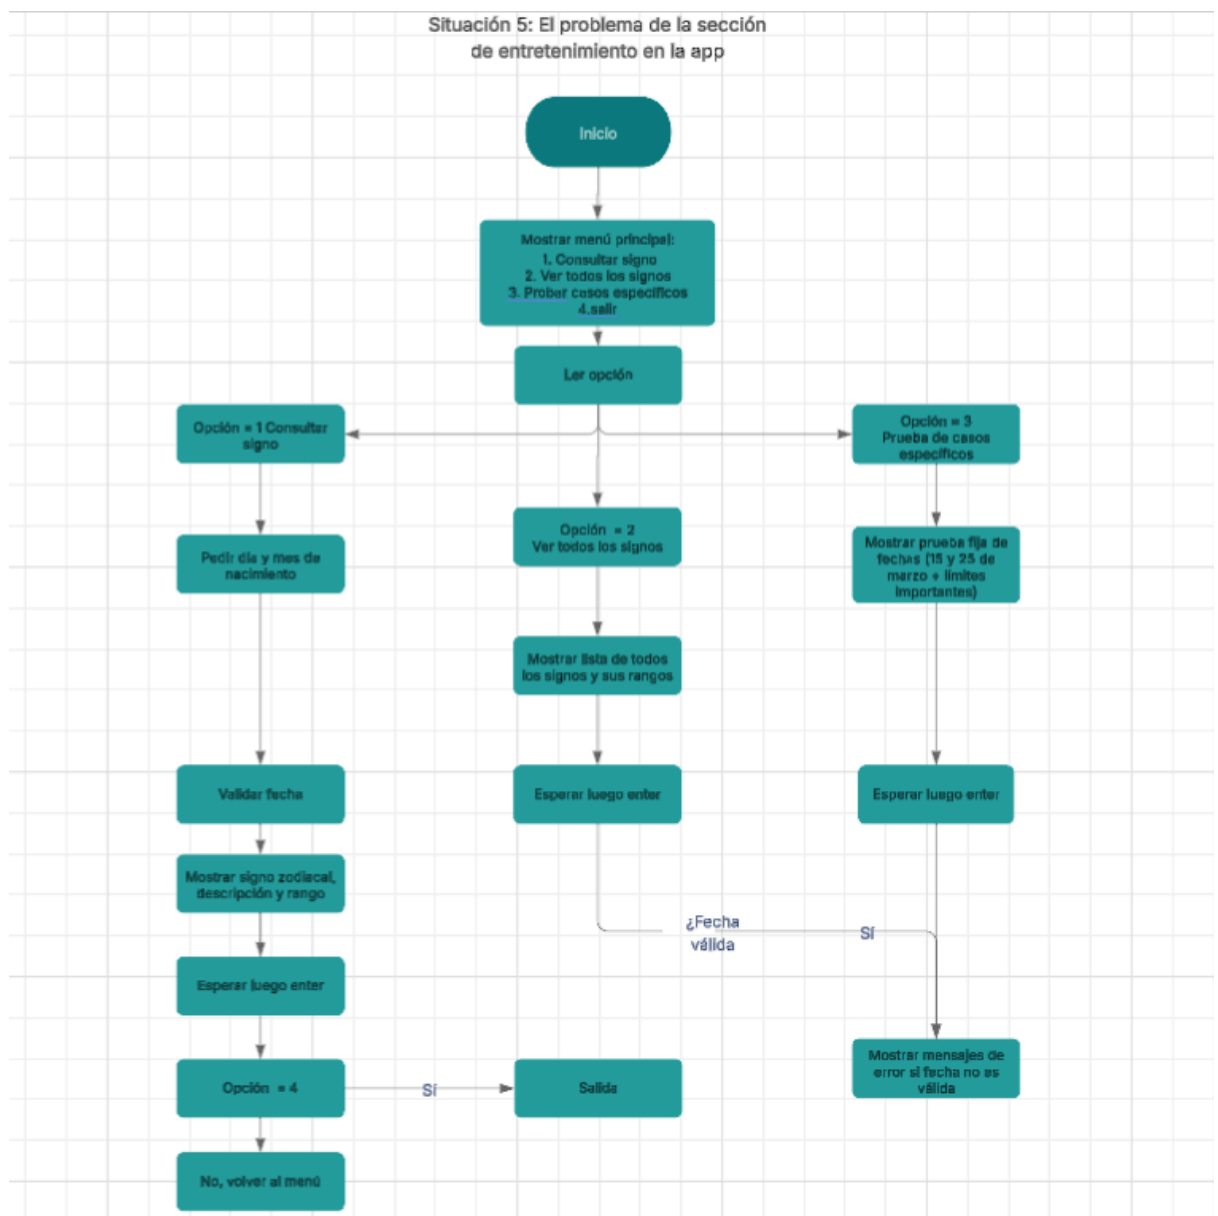 Situación 5: El problema de la sección
de entretenimiento en la app
Inicio
Mostrar menú principal:
1. Consultar signo
2. Ver todos los signos
3. Probar casos específicos
4.salir
Ler opción
Opción = 1 Consultar
signo
Opción = 3
Prueba de casos
específicos
Opción = 2
Ver todos los signos
Pedir día y mes de
nacimiento
Mostrar prueba fija de
fechas (15 y 25 de
marzo + límites
importantes)
Mostrar lista de todos
los signos y sus rangos
Validar fecha
Esperar luego enter
Esperar luego enter
Mostrar signo zodiacal,
descripción y rango
¿Fecha
válida
Sí
Esperar luego enter
Mostrar mensajes de
error si fecha no es
válida
Opción = 4
Sí
Salida
No, volver al menú